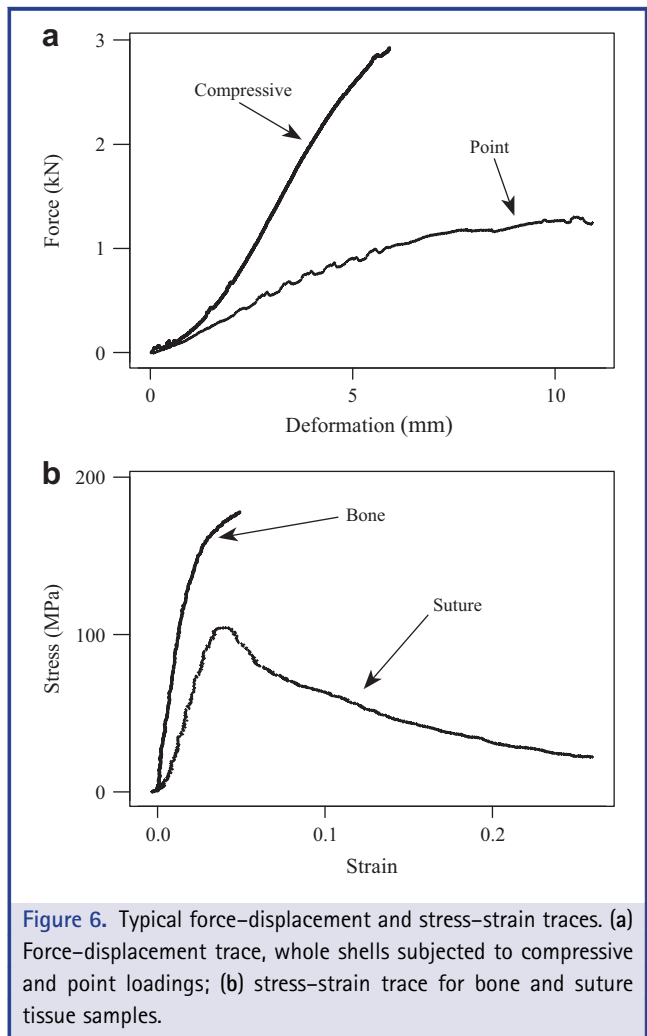 a
3
2
1
0
Force (kN)
Compressive
Point
0 5 10
Deformation (mm)
b
200
100
0
Stress (MPa)
Bone
Suture
0.0 0.1 0.2
Strain
Figure 6. Typical force–displacement and stress–strain traces. (a)
Force–displacement trace, whole shells subjected to compressive
and point loadings; (b) stress–strain trace for bone and suture
tissue samples.